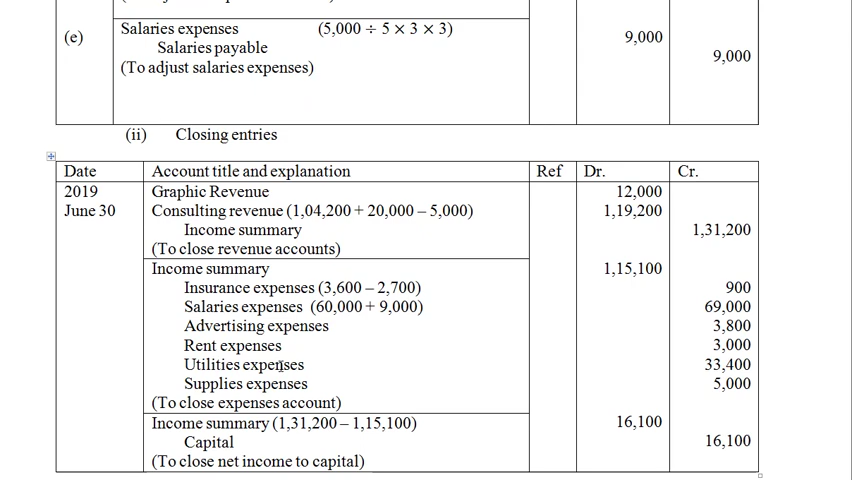 (e) Salaries expenses (5,000 ÷ 5 × 3 × 3) 9,000
Salaries payable 9,000
(To adjust salaries expenses)
(ii) Closing entries
Date Account title and explanation Ref Dr. Cr.
2019 Graphic Revenue 12,000
June 30 Consulting revenue (1,04,200 + 20,000 – 5,000) 1,19,200
Income summary 1,31,200
(To close revenue accounts)
Income summary 1,15,100
Insurance expenses (3,600 – 2,700) 900
Salaries expenses (60,000 + 9,000) 69,000
Advertising expenses 3,800
Rent expenses 3,000
Utilities expenses 33,400
Supplies expenses 5,000
(To close expenses account)
Income summary (1,31,200 – 1,15,100) 16,100
Capital 16,100
(To close net income to capital)